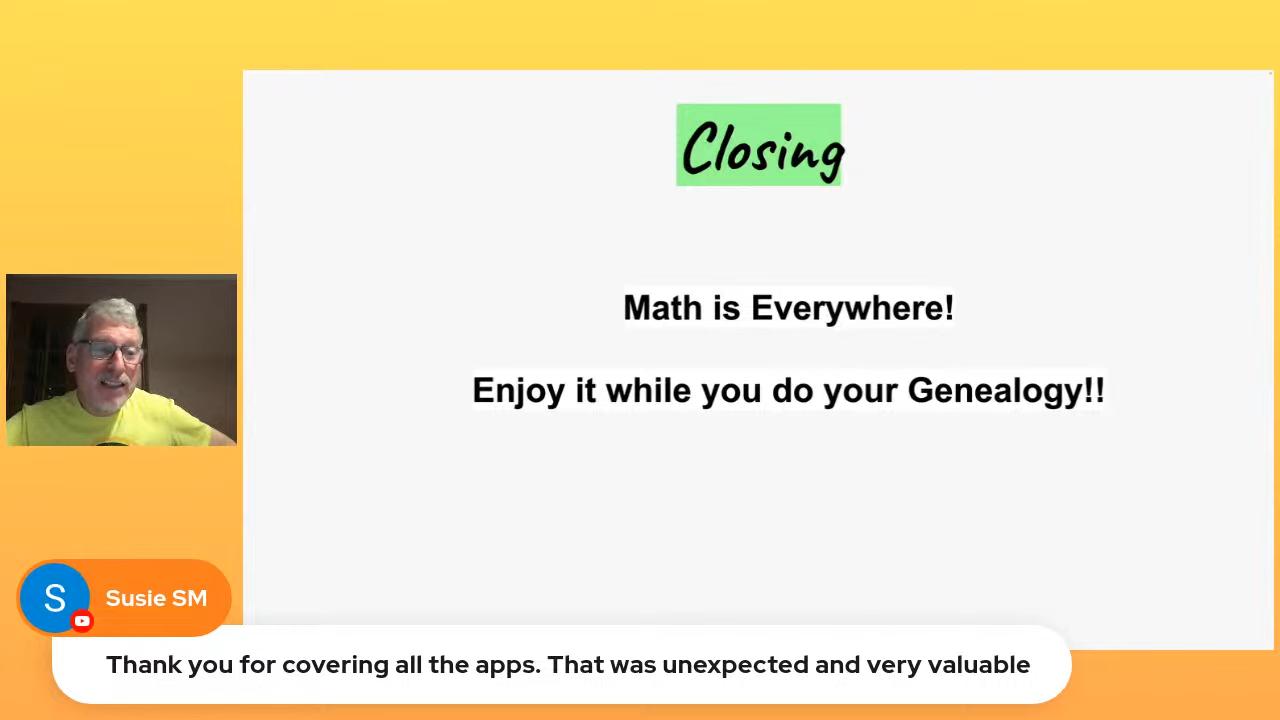 Closing
Math is Everywhere!
Enjoy it while you do your Genealogy!!
S
Susie SM
Thank you for covering all the apps. That was unexpected and very valuable